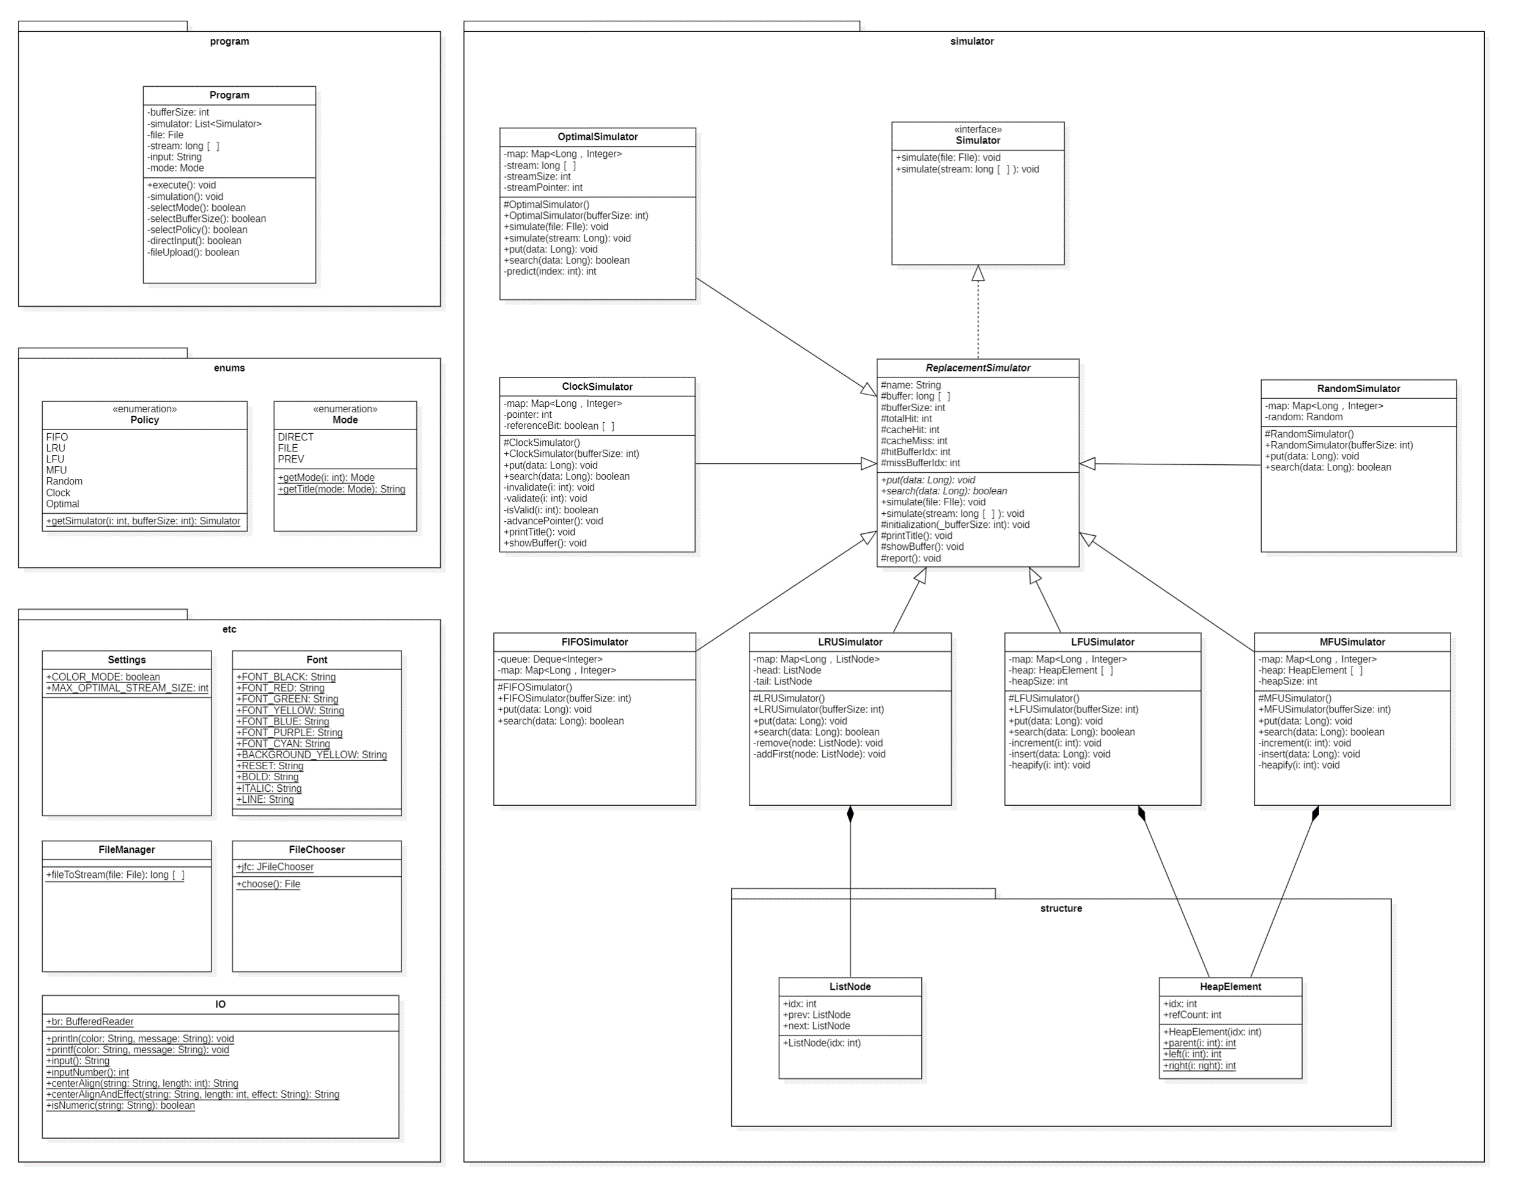 program
Program
-bufferSize: int
-simulator: List<Simulator>
-file: File
-stream: long [ ]
-input: String
-mode: Mode
+execute(): void
-simulation(): void
-selectMode(): boolean
-selectBufferSize(): boolean
-selectPolicy(): boolean
-directInput(): boolean
-fileUpload(): boolean
enums
«enumeration»
Policy
FIFO
LRU
LFU
MFU
Random
Clock
Optimal
+getSimulator(i: int, bufferSize: int): Simulator
«enumeration»
Mode
DIRECT
FILE
PREV
+getMode(i: int): Mode
+getTitle(mode: Mode): String
etc
Settings
+COLOR_MODE: boolean
+MAX_OPTIMAL_STREAM_SIZE: int
Font
+FONT_BLACK: String
+FONT_RED: String
+FONT_GREEN: String
+FONT_YELLOW: String
+FONT_BLUE: String
+FONT_PURPLE: String
+FONT_CYAN: String
+BACKGROUND_YELLOW: String
+RESET: String
+BOLD: String
+ITALIC: String
+LINE: String
FileManager
+fileToStream(file: File): long [ ]
FileChooser
+jfc: JFileChooser
+choose(): File
IO
+br: BufferedReader
+println(color: String, message: String): void
+printf(color: String, message: String): void
+input(): String
+inputNumber(): int
+centerAlign(string: String, length: int): String
+centerAlignAndEffect(string: String, length: int, effect: String): String
+isNumeric(string: String): boolean
simulator
OptimalSimulator
-map: Map<Long , Integer>
-stream: long [ ]
-streamSize: int
-streamPointer: int
#OptimalSimulator()
+OptimalSimulator(bufferSize: int)
+simulate(file: FIle): void
+simulate(stream: Long): void
+put(data: Long): void
+search(data: Long): boolean
-predict(index: int): int
«interface»
Simulator
+simulate(file: FIle): void
+simulate(stream: long [ ] ): void
ClockSimulator
-map: Map<Long , Integer>
-pointer: int
-referenceBit: boolean [ ]
#ClockSimulator()
+ClockSimulator(bufferSize: int)
+put(data: Long): void
+search(data: Long): boolean
-invalidate(i: int): void
-validate(i: int): void
-isValid(i: int): boolean
-advancePointer(): void
+printTitle(): void
+showBuffer(): void
ReplacementSimulator
#name: String
#buffer: long [ ]
#bufferSize: int
#totalHit: int
#cacheHit: int
#cacheMiss: int
#hitBufferIdx: int
#missBufferIdx: int
+put(data: Long): void
+search(data: Long): boolean
+simulate(file: FIle): void
+simulate(stream: long [ ] ): void
#initialization(_bufferSize: int): void
#printTitle(): void
#showBuffer(): void
#report(): void
RandomSimulator
-map: Map<Long , Integer>
-random: Random
#RandomSimulator()
+RandomSimulator(bufferSize: int)
+put(data: Long): void
+search(data: Long): boolean
FIFOSimulator
-queue: Deque<Integer>
-map: Map<Long , Integer>
#FIFOSimulator()
+FIFOSimulator(bufferSize: int)
+put(data: Long): void
+search(data: Long): boolean
LRUSimulator
-map: Map<Long , ListNode>
-head: ListNode
-tail: ListNode
#LRUSimulator()
+LRUSimulator(bufferSize: int)
+put(data: Long): void
+search(data: Long): boolean
-remove(node: ListNode): void
-addFirst(node: ListNode): void
LFUSimulator
-map: Map<Long , Integer>
-heap: HeapElement [ ]
-heapSize: int
#LFUSimulator()
+LFUSimulator(bufferSize: int)
+put(data: Long): void
+search(data: Long): boolean
-increment(i: int): void
-insert(data: Long): void
-heapify(i: int): void
MFUSimulator
-map: Map<Long , Integer>
-heap: HeapElement [ ]
-heapSize: int
#MFUSimulator()
+MFUSimulator(bufferSize: int)
+put(data: Long): void
+search(data: Long): boolean
-increment(i: int): void
-insert(data: Long): void
-heapify(i: int): void
structure
ListNode
+idx: int
+prev: ListNode
+next: ListNode
+ListNode(idx: int)
HeapElement
+idx: int
+refCount: int
+HeapElement(idx: int)
+parent(i: int): int
+left(i: int): int
+right(i: right): int